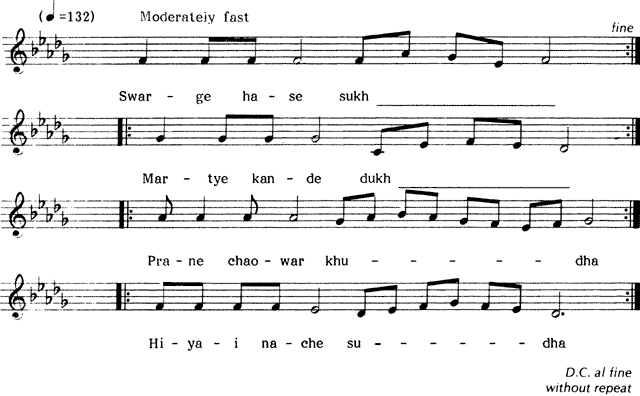 (♩=132) Moderately fast
fine
Swar - ge ha - se sukh
Mar - tye kan - de dukh
Pra - ne chao - war khu - - - - - dha
Hi - ya - i na - che su - - - - - dha
D.C. al fine
without repeat